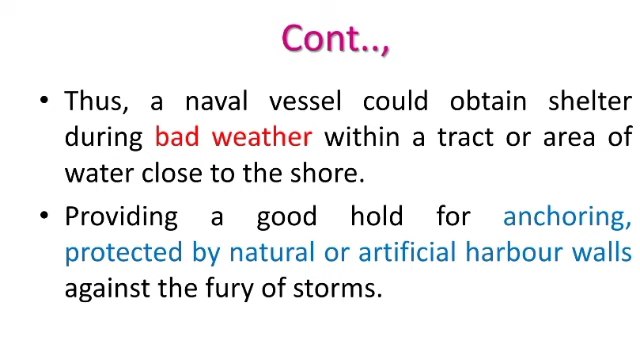 Cont..,
• Thus, a naval vessel could obtain shelter
during bad weather within a tract or area of
water close to the shore.
• Providing a good hold for anchoring,
protected by natural or artificial harbour walls
against the fury of storms.